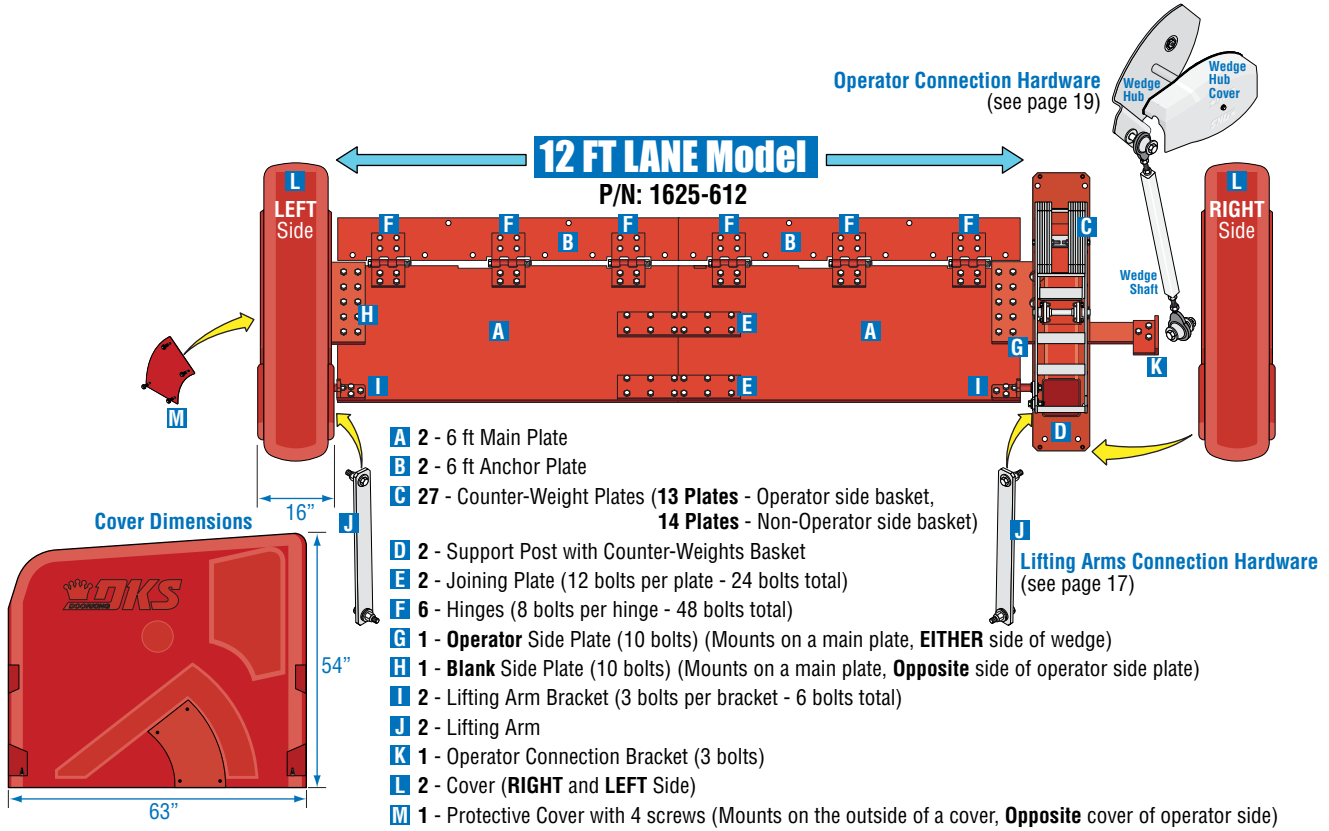 Operator Connection Hardware
(see page 19)
Wedge
Hub
Wedge
Hub
Cover
12 FT LANE Model
P/N: 1625-612
L
LEFT
Side
F
F
F
F
F
F
B
B
C
L
RIGHT
Side
Wedge
Shaft
H
A
E
A
G
K
I
E
I
M
D
J
J
16”
Cover Dimensions
DKS
DOORKING
54”
A
A
63”
A 2 - 6 ft Main Plate
B 2 - 6 ft Anchor Plate
C 27 - Counter-Weight Plates (13 Plates - Operator side basket,
14 Plates - Non-Operator side basket)
D 2 - Support Post with Counter-Weights Basket
E 2 - Joining Plate (12 bolts per plate - 24 bolts total)
F 6 - Hinges (8 bolts per hinge - 48 bolts total)
G 1 - Operator Side Plate (10 bolts) (Mounts on a main plate, EITHER side of wedge)
H 1 - Blank Side Plate (10 bolts) (Mounts on a main plate, Opposite side of operator side plate)
I 2 - Lifting Arm Bracket (3 bolts per bracket - 6 bolts total)
J 2 - Lifting Arm
K 1 - Operator Connection Bracket (3 bolts)
L 2 - Cover (RIGHT and LEFT Side)
M 1 - Protective Cover with 4 screws (Mounts on the outside of a cover, Opposite cover of operator side)
Lifting Arms Connection Hardware
(see page 17)